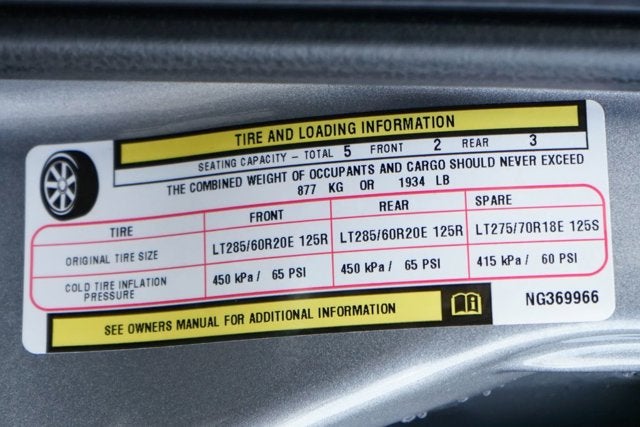 TIRE AND LOADING INFORMATION
SEATING CAPACITY – TOTAL 5 FRONT 2 REAR 3
THE COMBINED WEIGHT OF OCCUPANTS AND CARGO SHOULD NEVER EXCEED
877 KG OR 1934 LB
TIRE FRONT REAR SPARE
ORIGINAL TIRE SIZE LT285/60R20E 125R LT285/60R20E 125R LT275/70R18E 125S
COLD TIRE INFLATION PRESSURE 450 kPa / 65 PSI 450 kPa / 65 PSI 415 kPa / 60 PSI
SEE OWNERS MANUAL FOR ADDITIONAL INFORMATION i NG369966